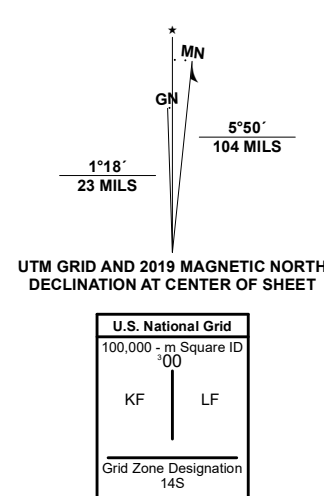 ★
MN
GN
5°50´
104 MILS
1°18´
23 MILS
UTM GRID AND 2019 MAGNETIC NORTH
DECLINATION AT CENTER OF SHEET
U.S. National Grid
100,000 - m Square ID
³00
KF LF
Grid Zone Designation
14S